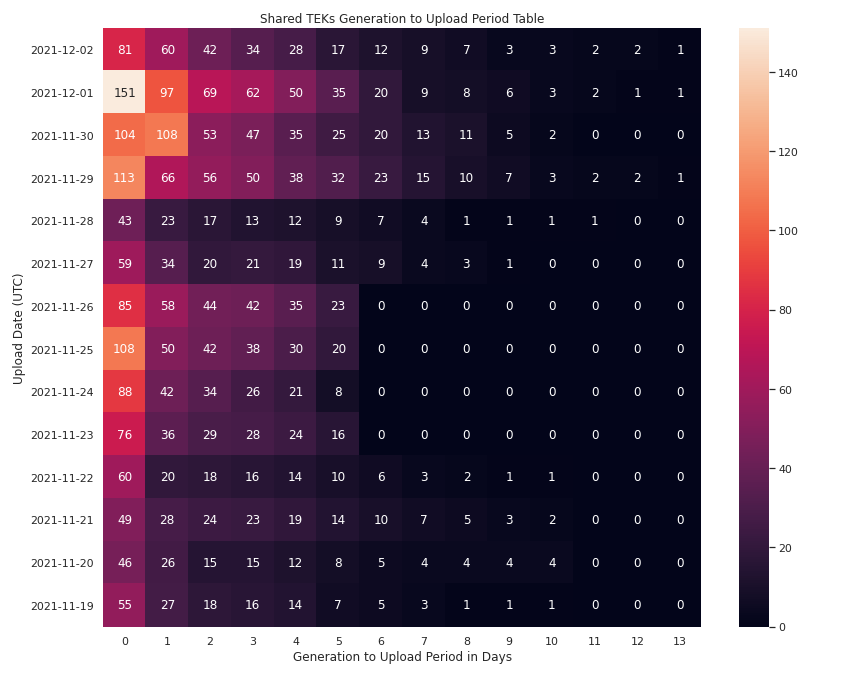 Shared TEKs Generation to Upload Period Table
2021-12-02 81 60 42 34 28 17 12 9 7 3 3 2 2 1
2021-12-01 151 97 69 62 50 35 20 9 8 6 3 2 1 1
2021-11-30 104 108 53 47 35 25 20 13 11 5 2 0 0 0
2021-11-29 113 66 56 50 38 32 23 15 10 7 3 2 2 1
2021-11-28 43 23 17 13 12 9 7 4 1 1 1 1 0 0
2021-11-27 59 34 20 21 19 11 9 4 3 1 0 0 0 0
2021-11-26 85 58 44 42 35 23 0 0 0 0 0 0 0 0
2021-11-25 108 50 42 38 30 20 0 0 0 0 0 0 0 0
2021-11-24 88 42 34 26 21 8 0 0 0 0 0 0 0 0
2021-11-23 76 36 29 28 24 16 0 0 0 0 0 0 0 0
2021-11-22 60 20 18 16 14 10 6 3 2 1 1 0 0 0
2021-11-21 49 28 24 23 19 14 10 7 5 3 2 0 0 0
2021-11-20 46 26 15 15 12 8 5 4 4 4 4 0 0 0
2021-11-19 55 27 18 16 14 7 5 3 1 1 1 0 0 0
0 1 2 3 4 5 6 7 8 9 10 11 12 13
Generation to Upload Period in Days
Upload Date (UTC)
140
120
100
80
60
40
20
0